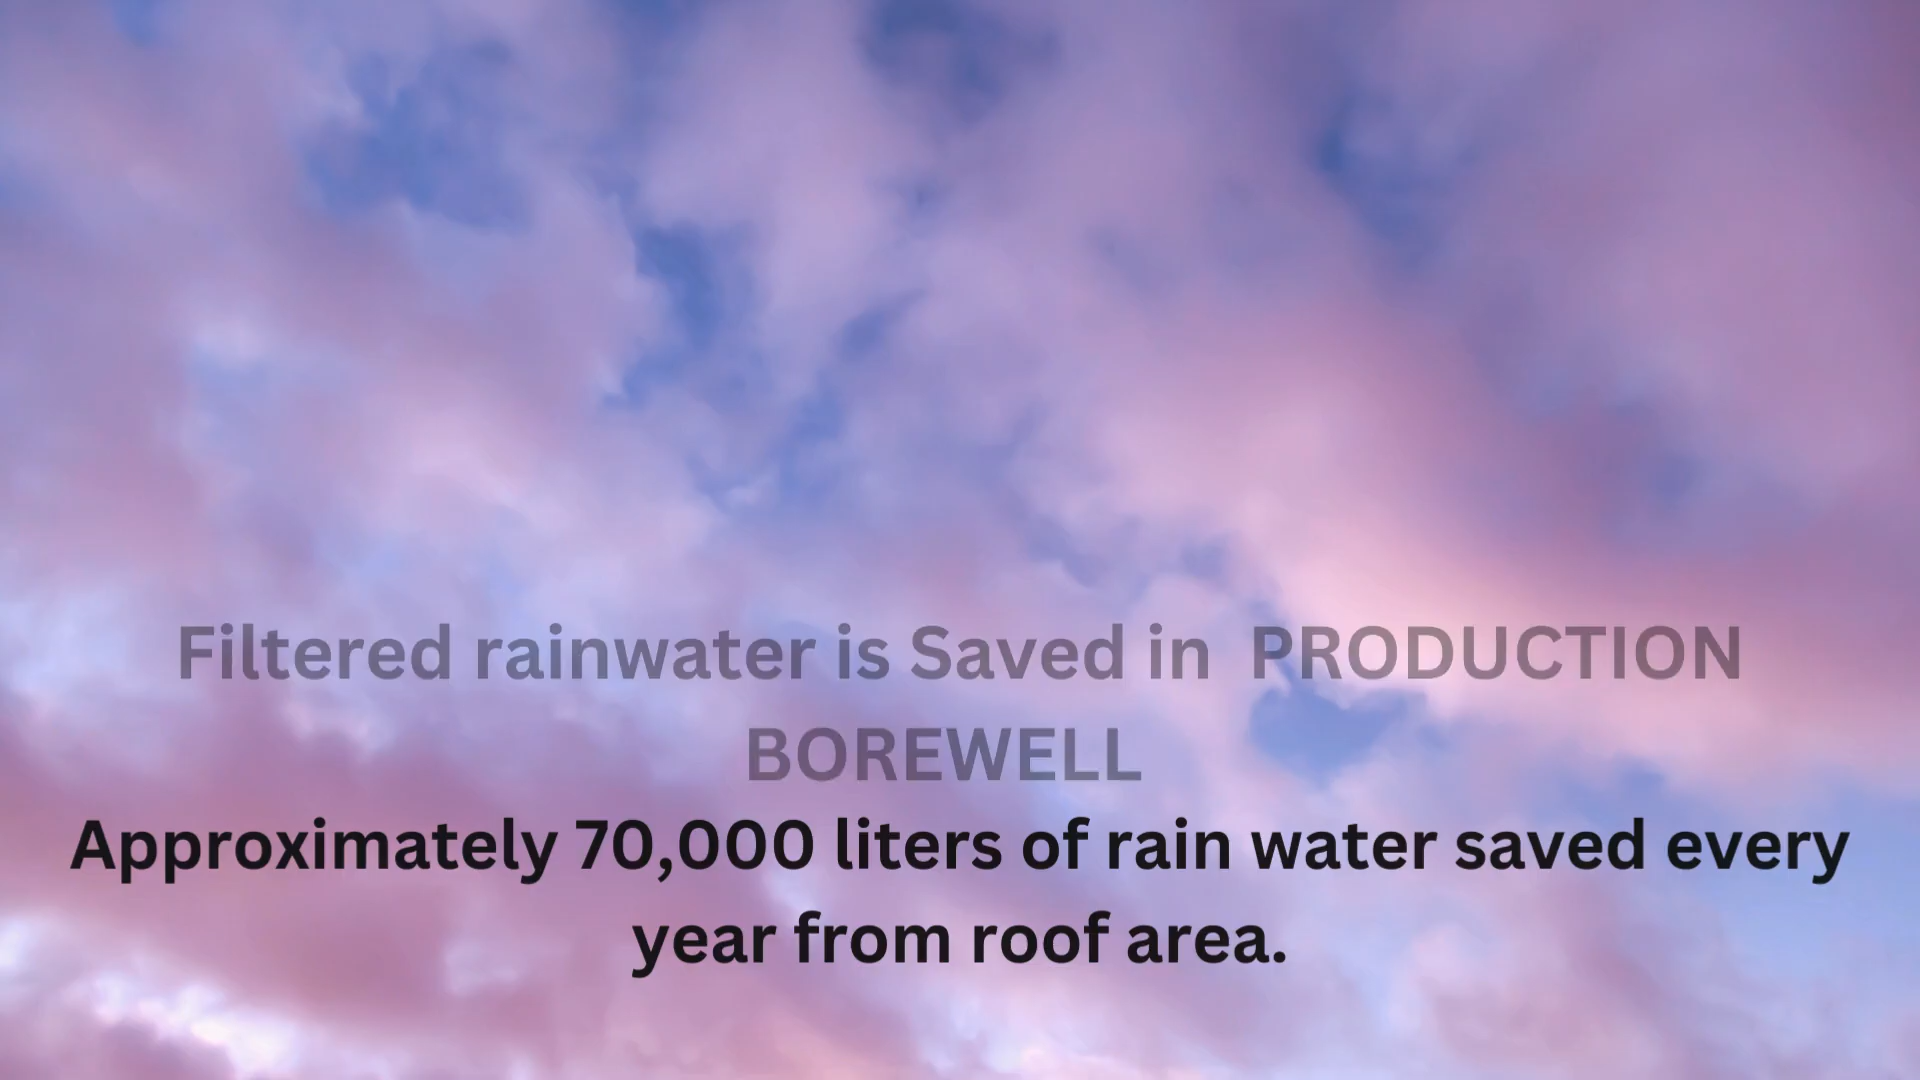 Filtered rainwater is Saved in  PRODUCTION
BOREWELL
Approximately 70,000 liters of rain water saved every
year from roof area.